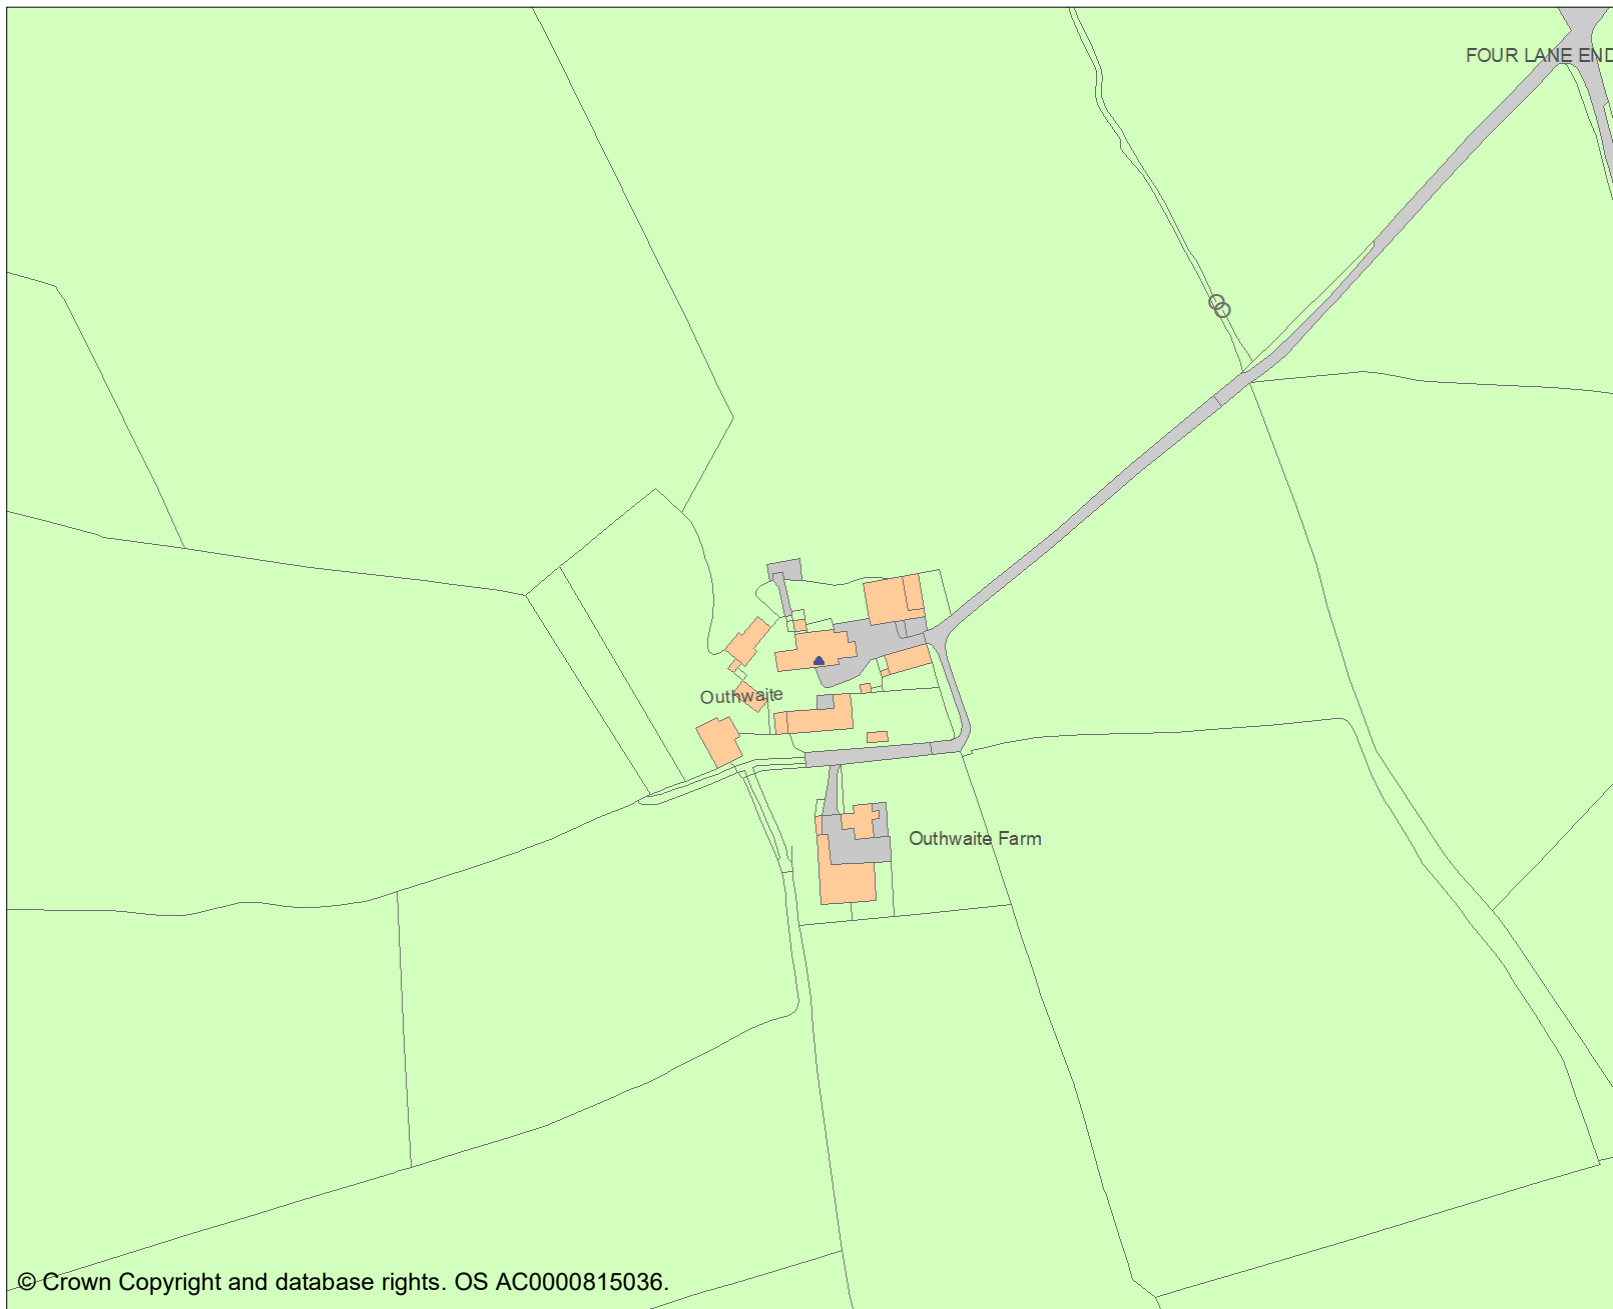 FOUR LANE END
Outhwaite
Outhwaite Farm
© Crown Copyright and database rights. OS AC0000815036.